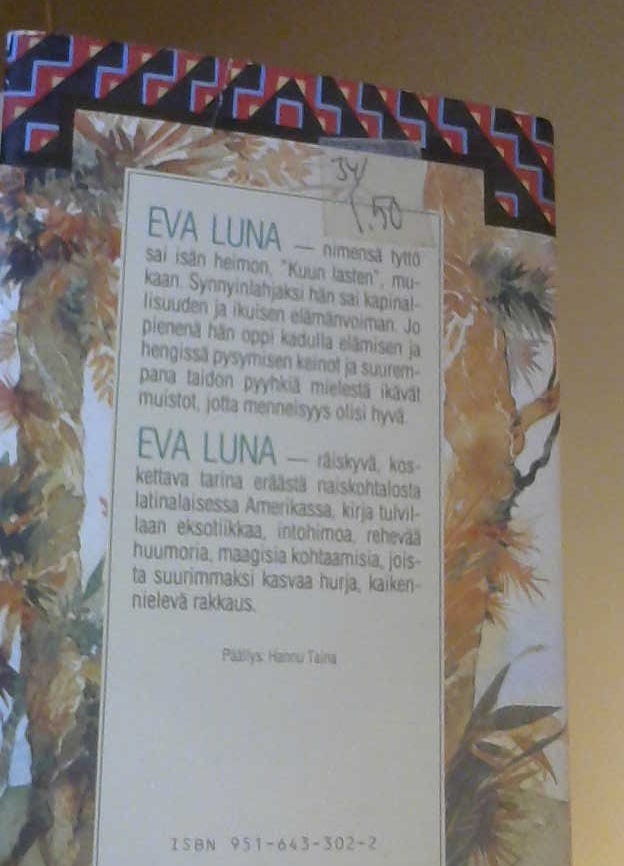 34/
1.50
EVA LUNA — nimensä tyttö
sai isän heimon, "Kuun lasten", mu-
kaan. Synnyinlahjaksi hän sai kapinal-
lisuuden ja ikuisen elämänvoiman. Jo
pienenä hän oppi kadulla elämisen ja
hengissä pysymisen keinot ja suurem-
pana taidon pyyhkiä mielestä ikävät
muistot, jotta menneisyys olisi hyvä.
EVA LUNA — räiskyvä, kos-
kettava tarina eräästä naiskohtalosta
latinalaisessa Amerikassa, kirja tulvil-
laan eksotiikkaa, intohimoa, rehevää
huumoria, maagisia kohtaamisia, jois-
ta suurimmaksi kasvaa hurja, kaiken-
nielevä rakkaus.
Päällys: Hannu Taina
ISBN 951-643-302-2